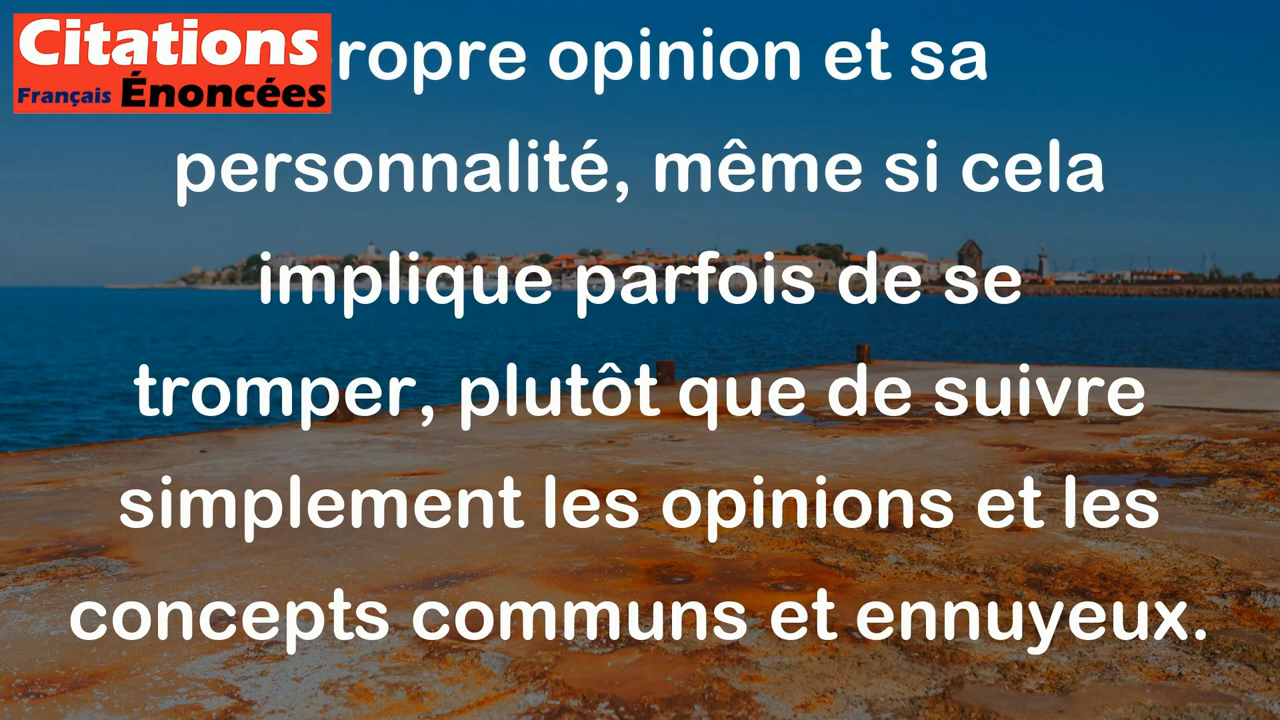 Citations
Français Énoncées
ropre opinion et sa
personnalité, même si cela
implique parfois de se
tromper, plutôt que de suivre
simplement les opinions et les
concepts communs et ennuyeux.